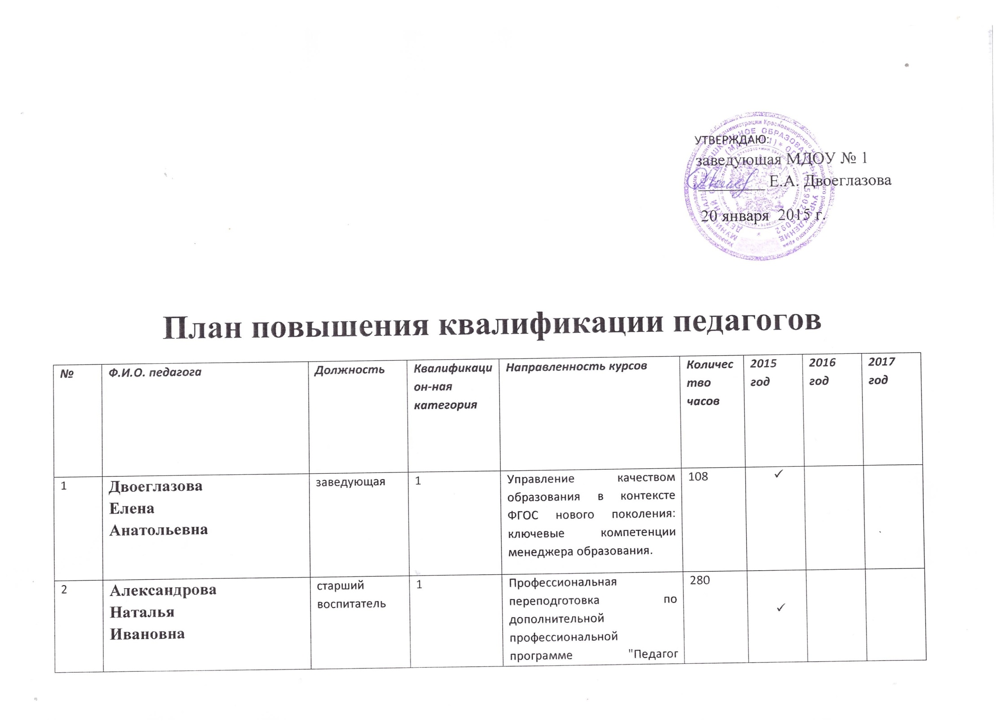 УТВЕРЖДАЮ:
заведующая МДОУ № 1
Е.А. Двоеглазова
20 января 2015 г.
План повышения квалификации педагогов
№ Ф.И.О. педагога Должность Квалификаци Направленность курсов Количес 2015 2016 2017
он-ная тво год год год
категория часов
1 Двоеглазова заведующая 1 Управление качеством 108 ✓
Елена образования в контексте
Анатольевна ФГОС нового поколения:
ключевые компетенции
менеджера образования.
2 Александрова старший 1 Профессиональная 280
Наталья воспитатель переподготовка по ✓
Ивановна дополнительной
профессиональной
программе "Педагог